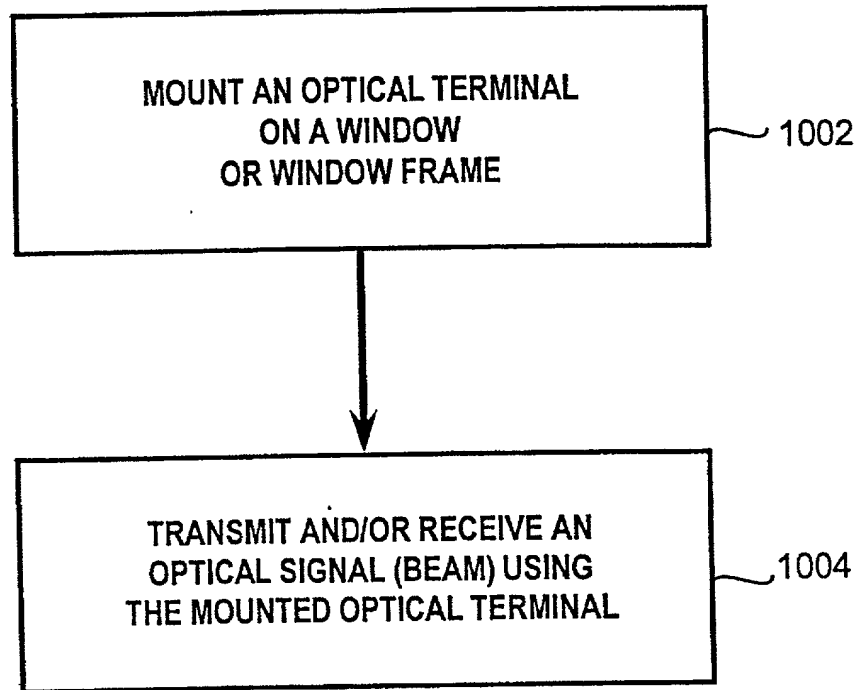 MOUNT AN OPTICAL TERMINAL
ON A WINDOW
OR WINDOW FRAME
1002
TRANSMIT AND/OR RECEIVE AN
OPTICAL SIGNAL (BEAM) USING
THE MOUNTED OPTICAL TERMINAL
1004